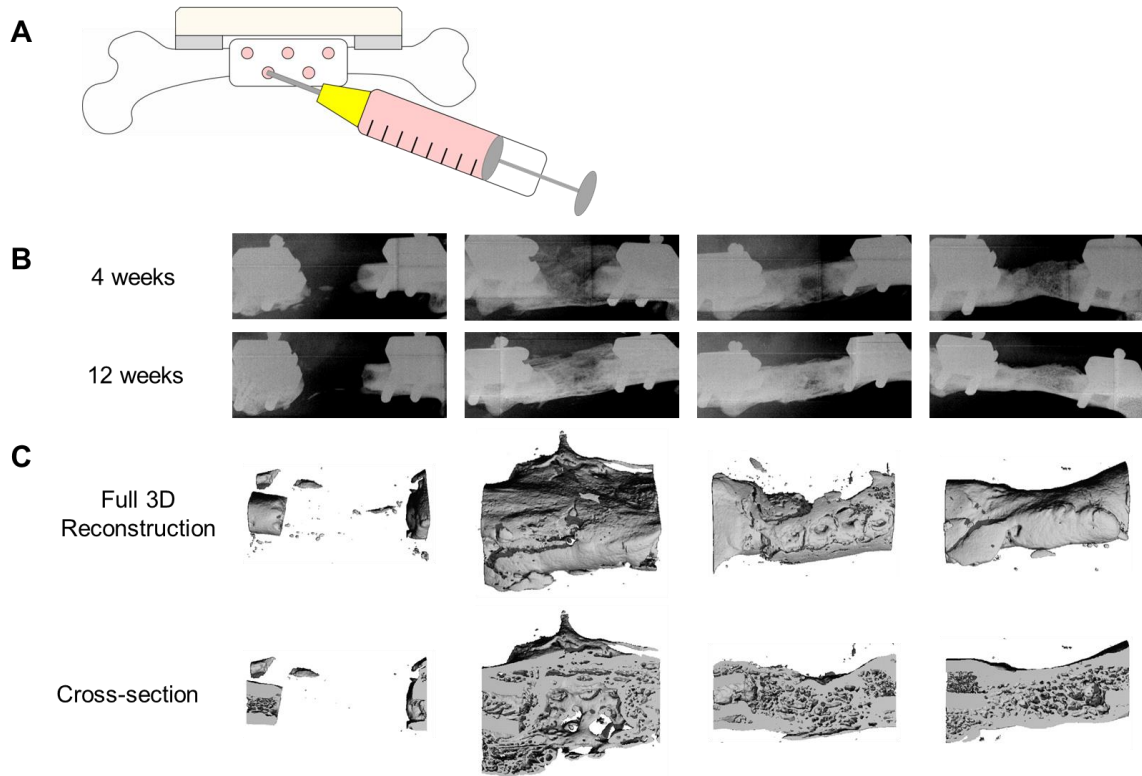 A
B
4 weeks
12 weeks
C
Full 3D
Reconstruction
Cross-section